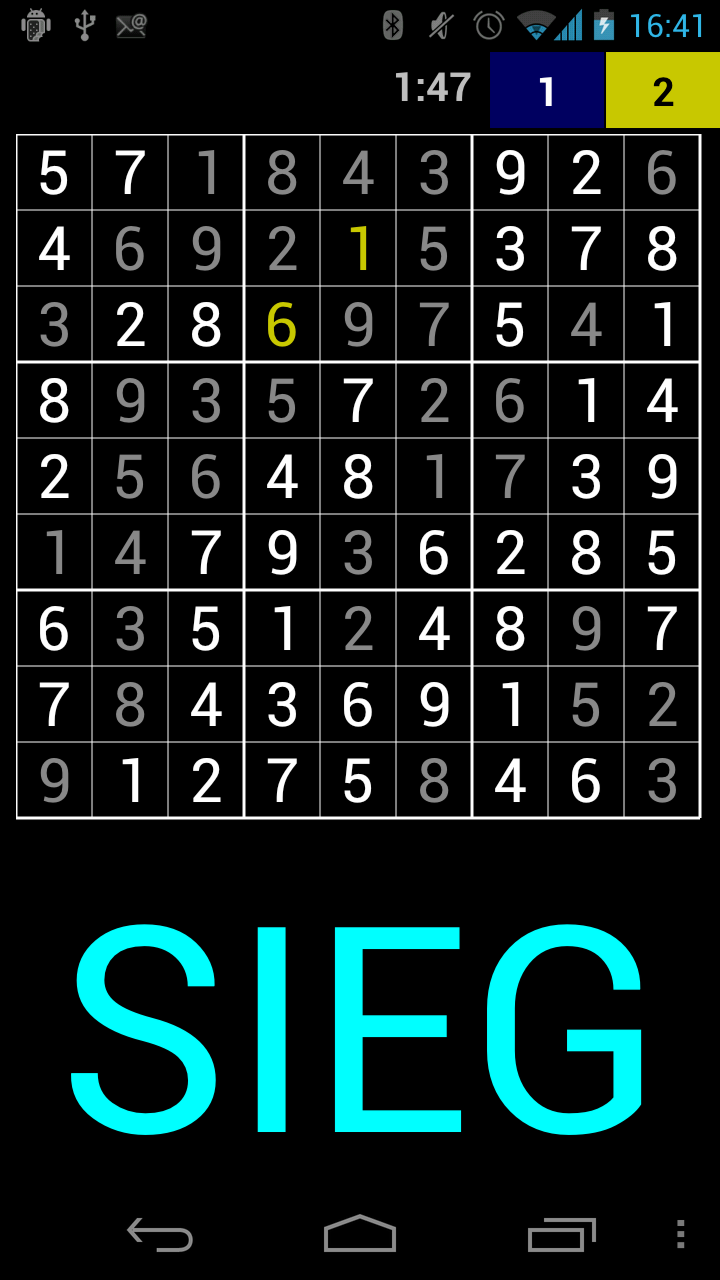 16:41
1:47 1 2
5 7 1 8 4 3 9 2 6
4 6 9 2 1 5 3 7 8
3 2 8 6 9 7 5 4 1
8 9 3 5 7 2 6 1 4
2 5 6 4 8 1 7 3 9
1 4 7 9 3 6 2 8 5
6 3 5 1 2 4 8 9 7
7 8 4 3 6 9 1 5 2
9 1 2 7 5 8 4 6 3
SIEG